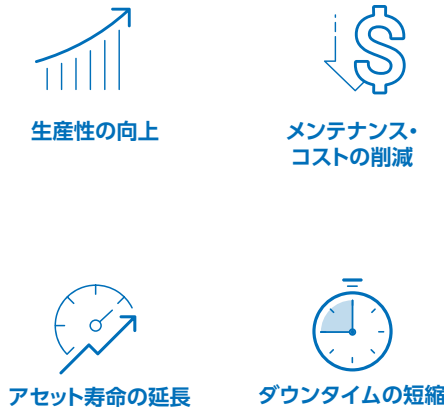 生産性の向上
メンテナンス・
コストの削減
アセット寿命の延長
ダウンタイムの短縮